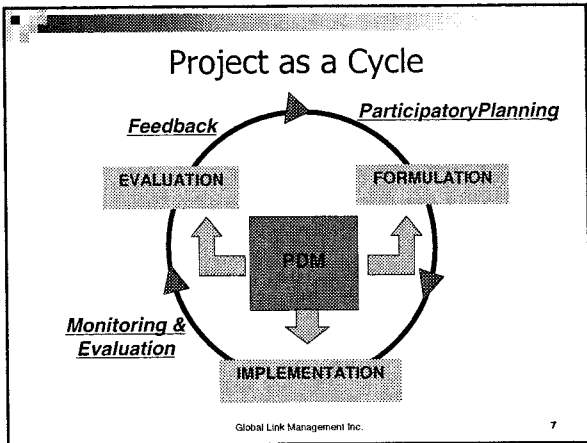 Project as a Cycle
Feedback
ParticipatoryPlanning
EVALUATION
FORMULATION
PDM
Monitoring &
Evaluation
IMPLEMENTATION
Global Link Management Inc.
7